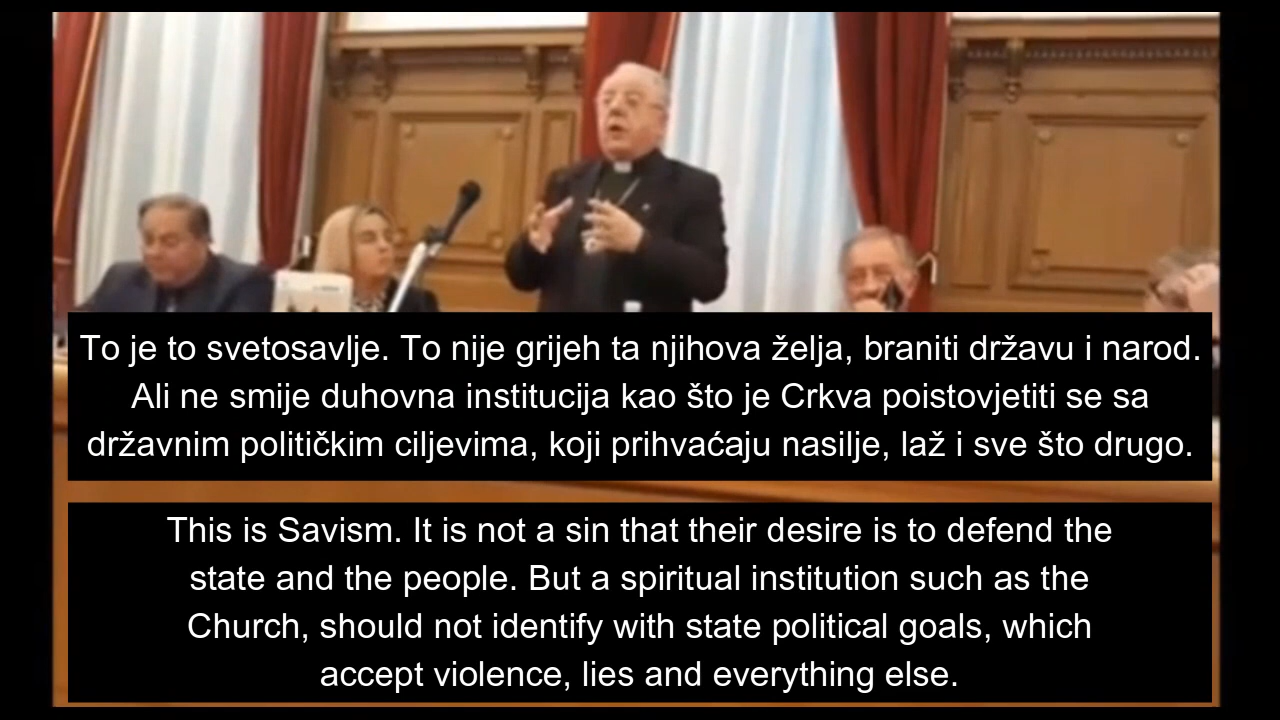 To je to svetosavlje. To nije grijeh ta njihova želja, braniti državu i narod.
Ali ne smije duhovna institucija kao što je Crkva poistovjetiti se sa
državnim političkim ciljevima, koji prihvaćaju nasilje, laž i sve što drugo.
This is Savism. It is not a sin that their desire is to defend the
state and the people. But a spiritual institution such as the
Church, should not identify with state political goals, which
accept violence, lies and everything else.